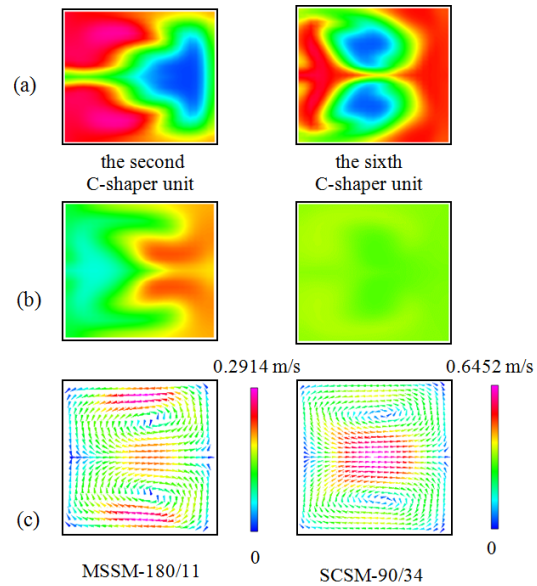 (a)
the second
C-shaper unit
the sixth
C-shaper unit
(b)
0.2914 m/s
0.6452 m/s
(c)
0
0
MSSM-180/11
SCSM-90/34